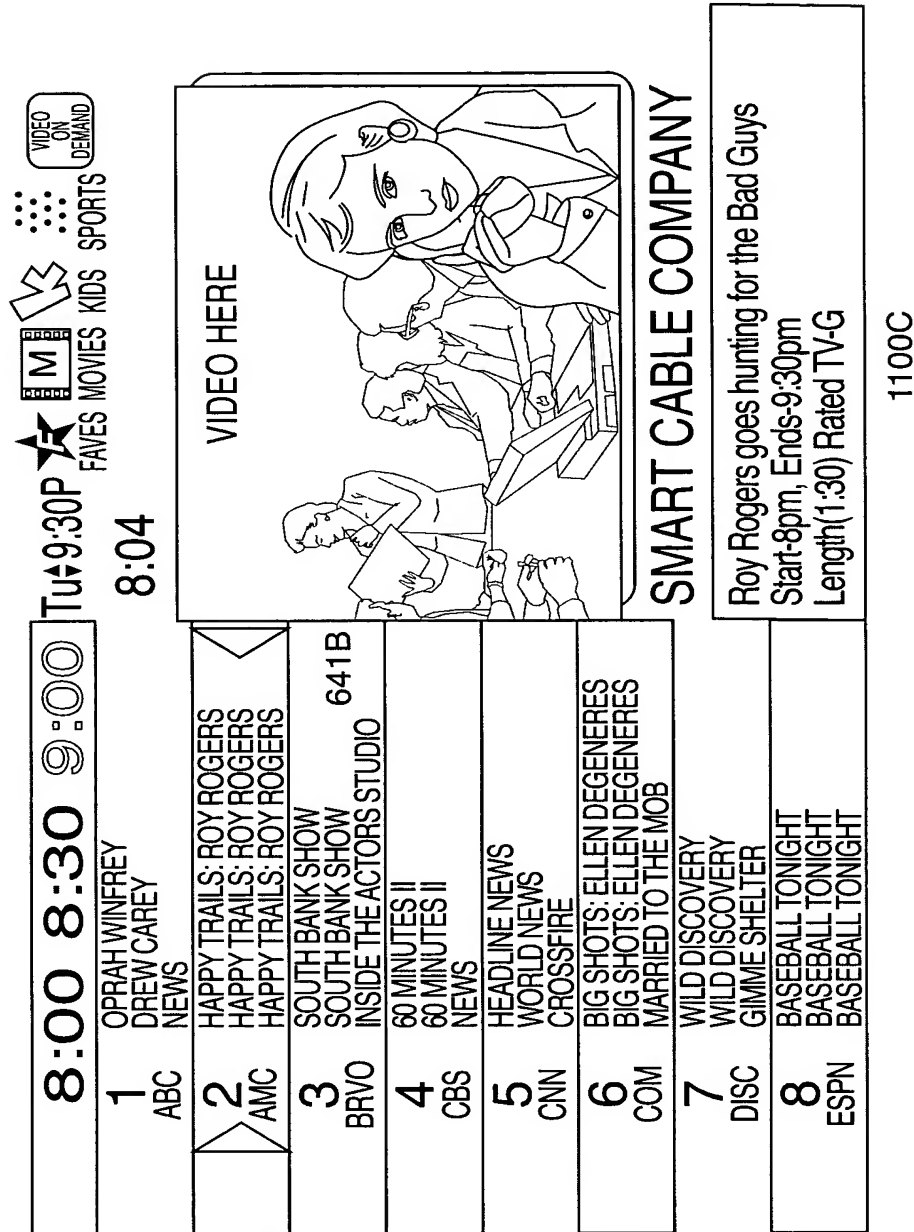 8:00 8:30 9:00 Tu 9:30P
FAVES MOVIES KIDS SPORTS
F
M
K
VIDEO
ON
DEMAND
8:04
1
ABC
OPRAH WINFREY
DREW CAREY
NEWS
2
AMC
HAPPY TRAILS: ROY ROGERS
HAPPY TRAILS: ROY ROGERS
HAPPY TRAILS: ROY ROGERS
3
BRVO
SOUTH BANK SHOW
SOUTH BANK SHOW
INSIDE THE ACTORS STUDIO
641B
4
CBS
60 MINUTES II
60 MINUTES II
NEWS
5
CNN
HEADLINE NEWS
WORLD NEWS
CROSSFIRE
6
COM
BIG SHOTS: ELLEN DEGENERES
BIG SHOTS: ELLEN DEGENERES
MARRIED TO THE MOB
7
DISC
WILD DISCOVERY
WILD DISCOVERY
GIMME SHELTER
8
ESPN
BASEBALL TONIGHT
BASEBALL TONIGHT
BASEBALL TONIGHT
VIDEO HERE
SMART CABLE COMPANY
Roy Rogers goes hunting for the Bad Guys
Start-8pm, Ends-9:30pm
Length(1:30) Rated TV-G
1100C